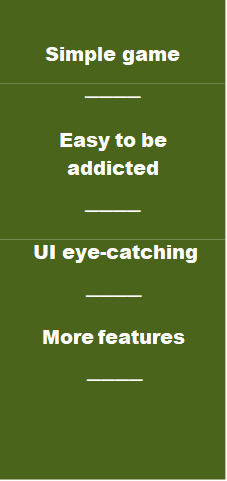 Simple game
Easy to be
addicted
UI eye-catching
More features